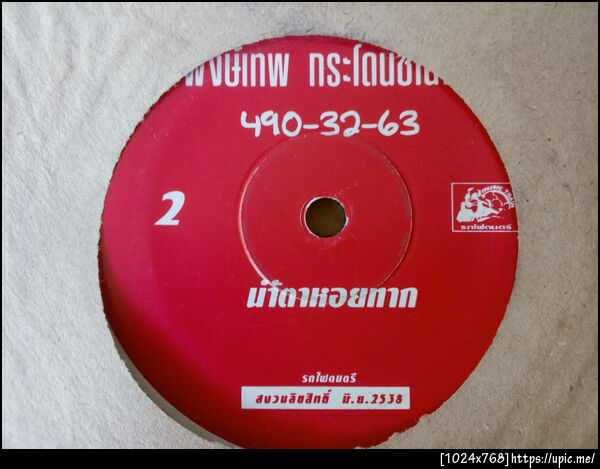 พงษ์เทพ กระโดนชำนาญ
490-32-63
2
MUSIC TRAIN
รถไฟดนตรี
น้ำตาหอยทาก
รถไฟดนตรี
สงวนลิขสิทธิ์ มิ.ย.2538
[1024x768]https://upic.me/